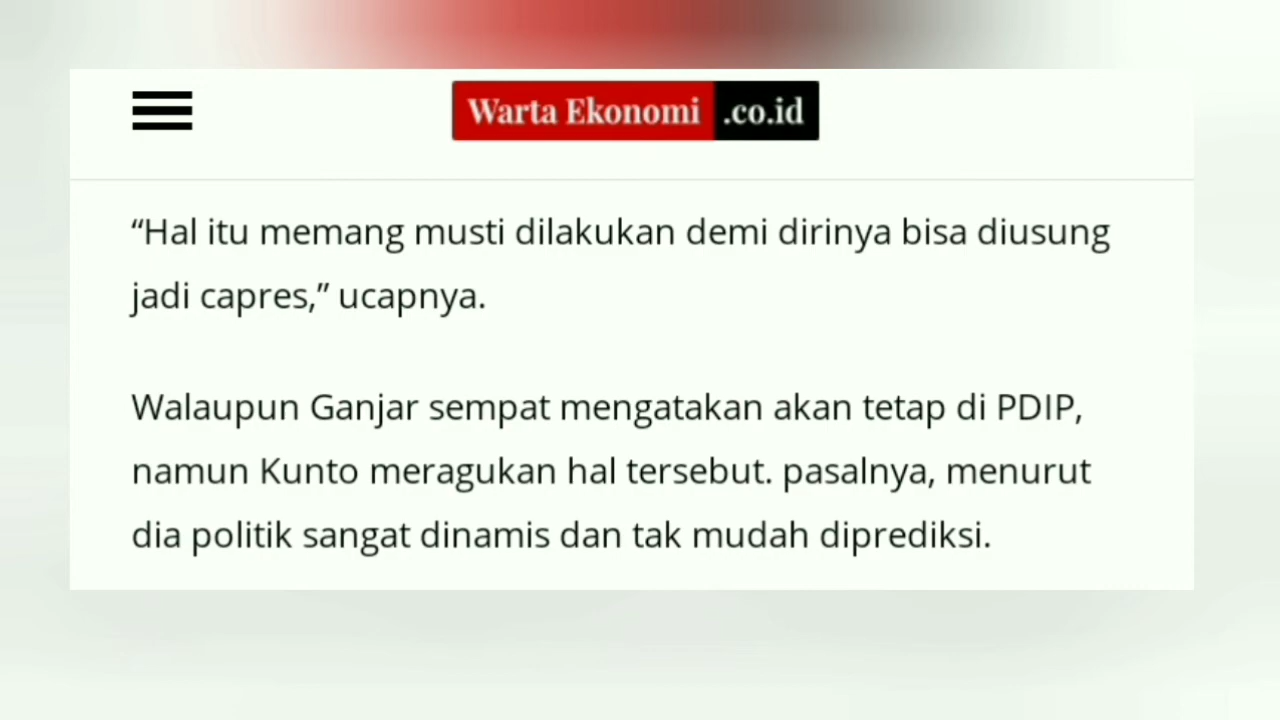 Warta Ekonomi .co.id
“Hal itu memang musti dilakukan demi dirinya bisa diusung
jadi capres,” ucapnya.
Walaupun Ganjar sempat mengatakan akan tetap di PDIP,
namun Kunto meragukan hal tersebut. pasalnya, menurut
dia politik sangat dinamis dan tak mudah diprediksi.